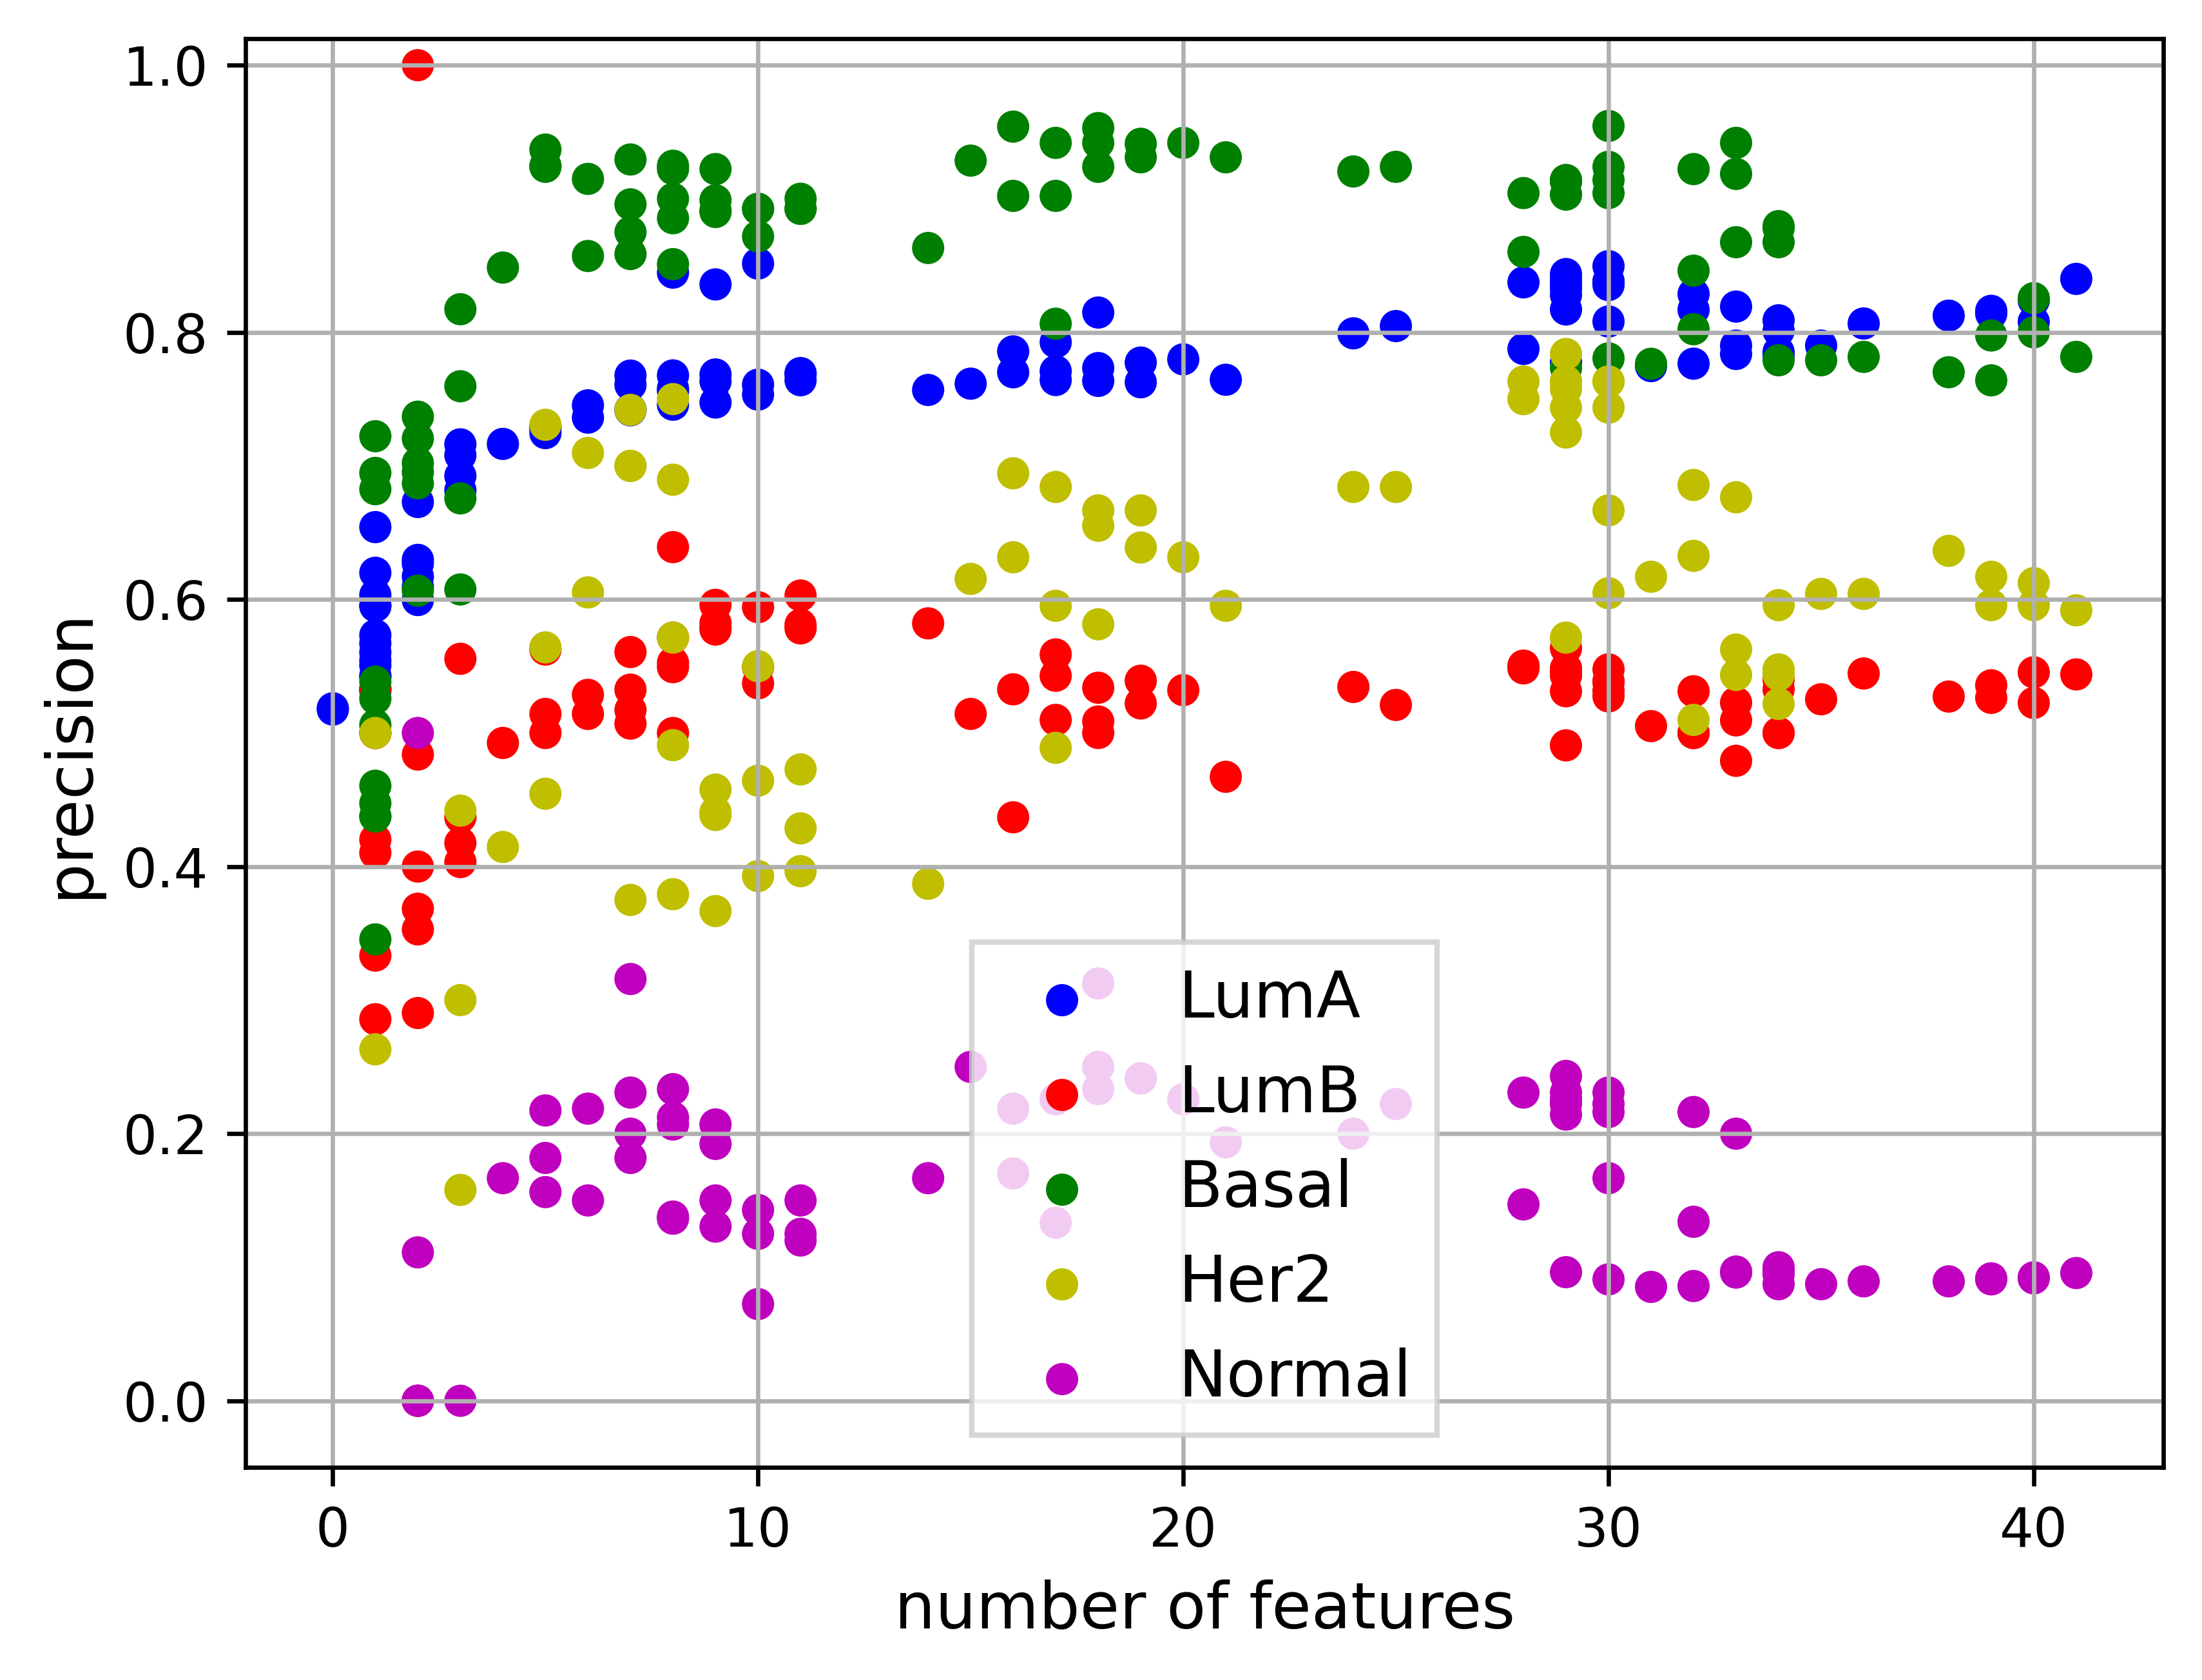 1.0
0.8
0.6
0.4
0.2
0.0
precision
LumA
LumB
Basal
Her2
Normal
0 10 20 30 40
number of features